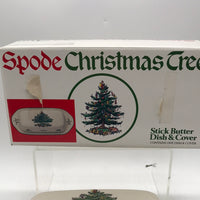 Spode Christmas Tree
Stick Butter
Dish & Cover